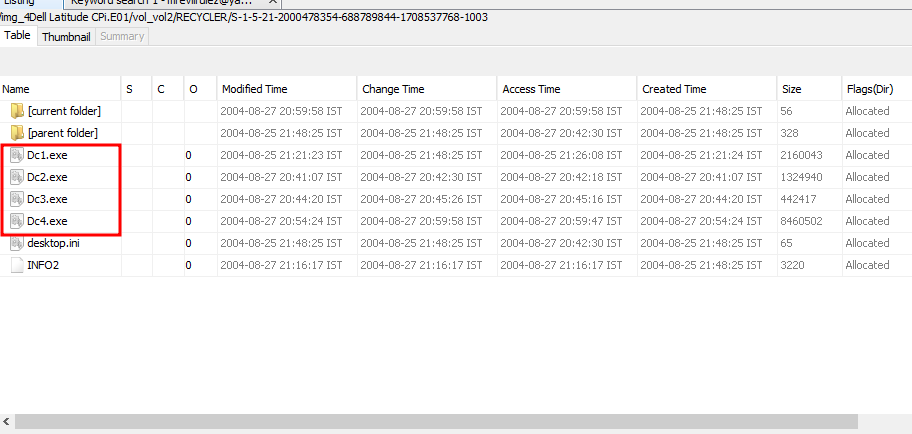 Listing Keyword search 1 -
/img_4Dell Latitude CPi.E01/vol_vol2/RECYCLER/S-1-5-21-2000478354-688789844-1708537768-1003
Table Thumbnail Summary
Name S C O Modified Time Change Time Access Time Created Time Size Flags(Dir)
[current folder] 2004-08-27 20:59:58 IST 2004-08-27 20:59:58 IST 2004-08-27 20:59:58 IST 2004-08-25 21:48:25 IST 56 Allocated
[parent folder] 2004-08-25 21:48:25 IST 2004-08-25 21:48:25 IST 2004-08-27 20:42:30 IST 2004-08-25 21:48:25 IST 328 Allocated
Dc1.exe 0 2004-08-25 21:21:23 IST 2004-08-25 21:48:25 IST 2004-08-25 21:26:08 IST 2004-08-25 21:21:24 IST 2160043 Allocated
Dc2.exe 0 2004-08-27 20:41:07 IST 2004-08-27 20:42:30 IST 2004-08-27 20:42:18 IST 2004-08-27 20:41:07 IST 1324940 Allocated
Dc3.exe 0 2004-08-27 20:44:20 IST 2004-08-27 20:45:26 IST 2004-08-27 20:45:16 IST 2004-08-27 20:44:20 IST 442417 Allocated
Dc4.exe 0 2004-08-27 20:54:24 IST 2004-08-27 20:59:58 IST 2004-08-27 20:59:47 IST 2004-08-27 20:54:24 IST 8460502 Allocated
desktop.ini 0 2004-08-25 21:48:25 IST 2004-08-25 21:48:25 IST 2004-08-27 20:42:30 IST 2004-08-25 21:48:25 IST 65 Allocated
INFO2 0 2004-08-27 21:16:17 IST 2004-08-27 21:16:17 IST 2004-08-27 21:16:17 IST 2004-08-25 21:48:25 IST 3220 Allocated